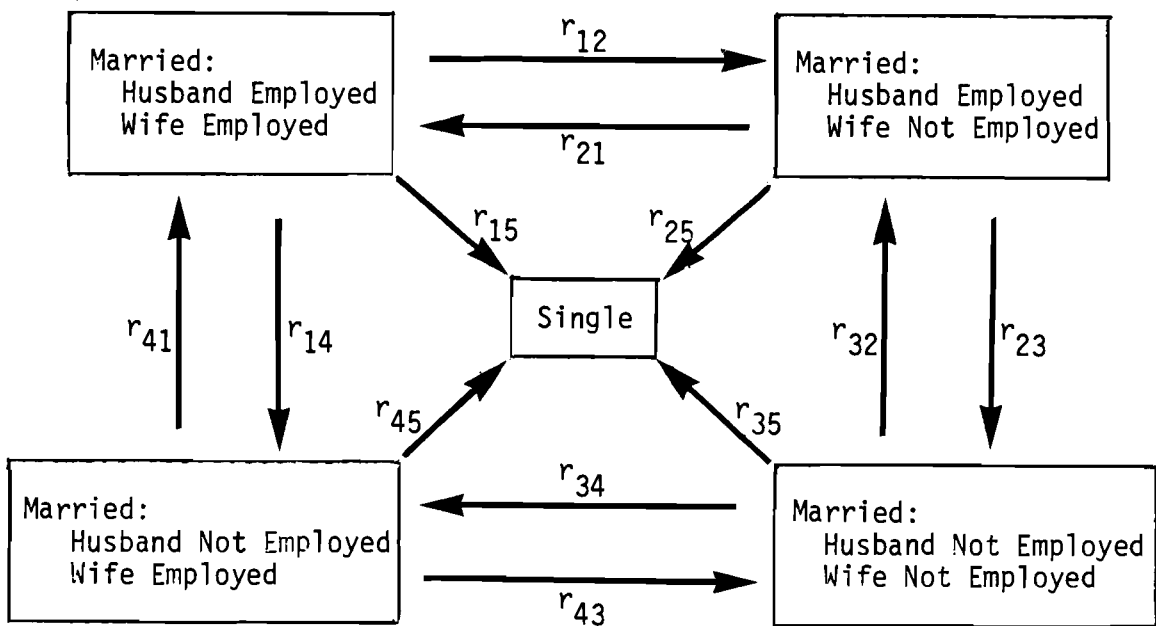 Married:
Husband Employed
Wife Employed
r12
r21
Married:
Husband Employed
Wife Not Employed
r15
r25
Single
r41
r14
r32
r23
r45
r35
Married:
Husband Not Employed
Wife Employed
r34
r43
Married:
Husband Not Employed
Wife Not Employed